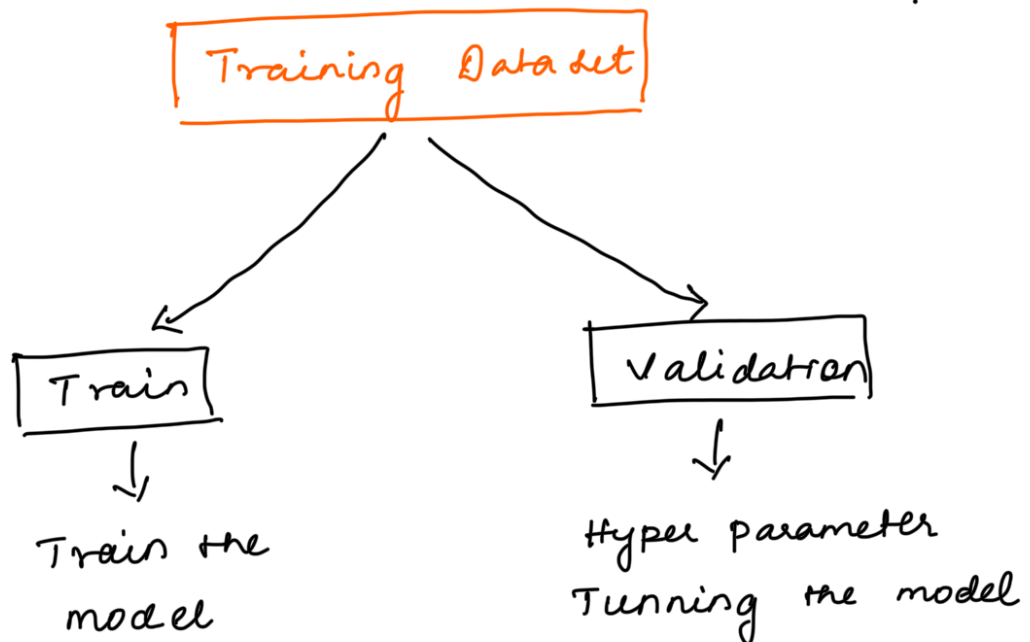 Training Dataset
Train
Validation
Train the
model
Hyper parameter
Tunning the model